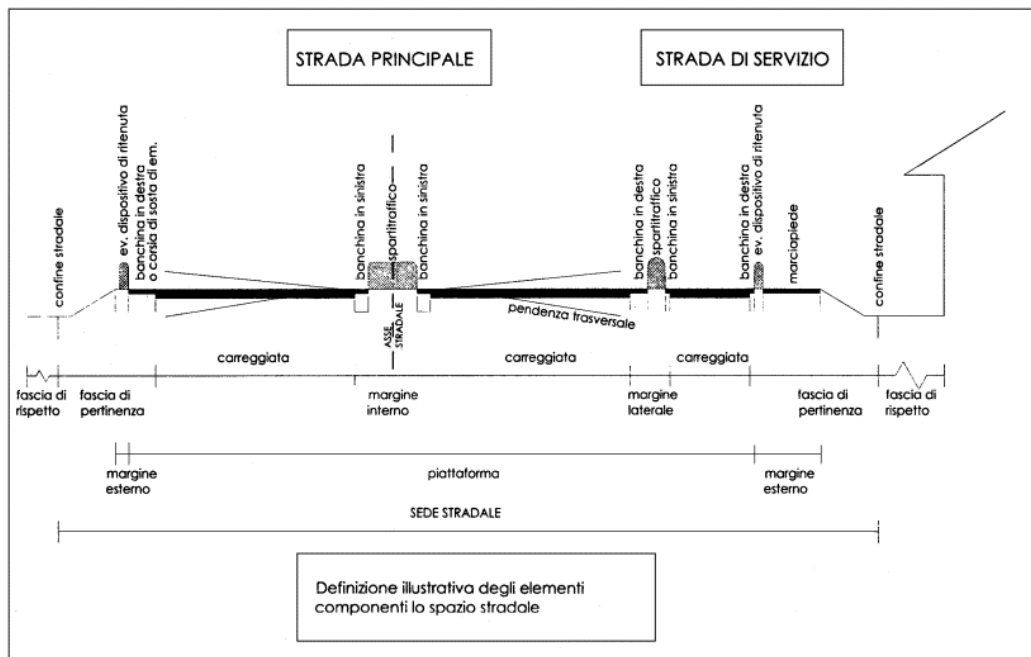 STRADA PRINCIPALE
STRADA DI SERVIZIO
confine stradale
ev. dispositivo di ritenuta
banchina in destra
o corsia di sosta di em.
banchina in sinistra
spartitraffico
banchina in sinistra
banchina in destra
spartitraffico
banchina in sinistra
banchina in destra
ev. dispositivo di ritenuta
marciapiede
confine stradale
pendenza trasversale
ASSE
STRADALE
carreggiata
carreggiata
carreggiata
fascia di
rispetto
fascia di
pertinenza
margine
interno
margine
laterale
fascia di
pertinenza
fascia di
rispetto
margine
esterno
piattaforma
margine
esterno
SEDE STRADALE
Definizione illustrativa degli elementi
componenti lo spazio stradale